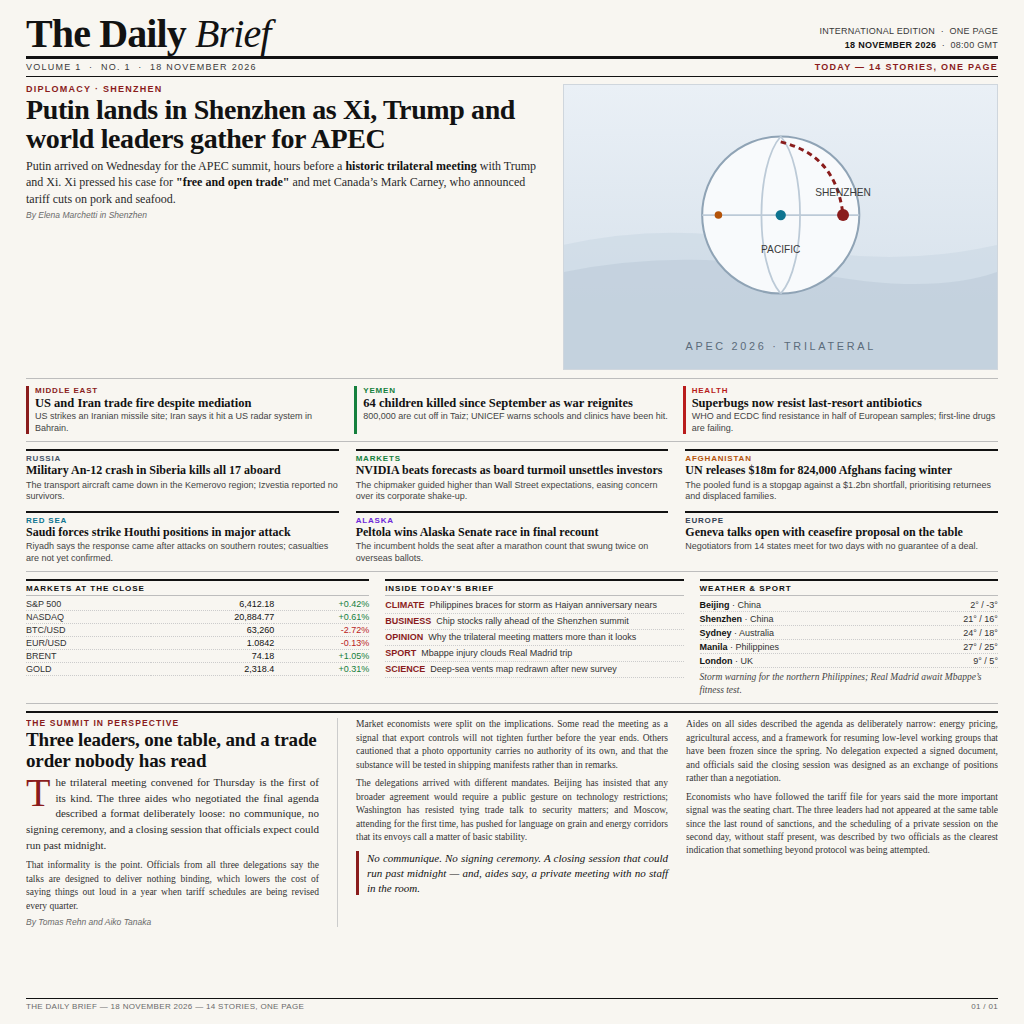 The Daily Brief
INTERNATIONAL EDITION · ONE PAGE
18 NOVEMBER 2026 · 08:00 GMT
VOLUME 1 · NO. 1 · 18 NOVEMBER 2026
TODAY — 14 STORIES, ONE PAGE
DIPLOMACY · SHENZHEN
Putin lands in Shenzhen as Xi, Trump and
world leaders gather for APEC
Putin arrived on Wednesday for the APEC summit, hours before a historic trilateral meeting with Trump
and Xi. Xi pressed his case for "free and open trade" and met Canada's Mark Carney, who announced
tariff cuts on pork and seafood.
By Elena Marchetti in Shenzhen
SHENZHEN
PACIFIC
APEC 2026 · TRILATERAL
MIDDLE EAST
US and Iran trade fire despite mediation
US strikes an Iranian missile site; Iran says it hit a US radar system in
Bahrain.
YEMEN
64 children killed since September as war reignites
800,000 are cut off in Taiz; UNICEF warns schools and clinics have been hit.
HEALTH
Superbugs now resist last-resort antibiotics
WHO and ECDC find resistance in half of European samples; first-line drugs
are failing.
RUSSIA
Military An-12 crash in Siberia kills all 17 aboard
The transport aircraft came down in the Kemerovo region; Izvestia reported no
survivors.
MARKETS
NVIDIA beats forecasts as board turmoil unsettles investors
The chipmaker guided higher than Wall Street expectations, easing concern
over its corporate shake-up.
AFGHANISTAN
UN releases $18m for 824,000 Afghans facing winter
The pooled fund is a stopgap against a $1.2bn shortfall, prioritising returnees
and displaced families.
RED SEA
Saudi forces strike Houthi positions in major attack
Riyadh says the response came after attacks on southern routes; casualties
are not yet confirmed.
ALASKA
Peltola wins Alaska Senate race in final recount
The incumbent holds the seat after a marathon count that swung twice on
overseas ballots.
EUROPE
Geneva talks open with ceasefire proposal on the table
Negotiators from 14 states meet for two days with no guarantee of a deal.
MARKETS AT THE CLOSE
S&P 500 6,412.18 +0.42%
NASDAQ 20,884.77 +0.61%
BTC/USD 63,260 -2.72%
EUR/USD 1.0842 -0.13%
BRENT 74.18 +1.05%
GOLD 2,318.4 +0.31%
INSIDE TODAY'S BRIEF
CLIMATE Philippines braces for storm as Haiyan anniversary nears
BUSINESS Chip stocks rally ahead of the Shenzhen summit
OPINION Why the trilateral meeting matters more than it looks
SPORT Mbappe injury clouds Real Madrid trip
SCIENCE Deep-sea vents map redrawn after new survey
WEATHER & SPORT
Beijing · China 2° / -3°
Shenzhen · China 21° / 16°
Sydney · Australia 24° / 18°
Manila · Philippines 27° / 25°
London · UK 9° / 5°
Storm warning for the northern Philippines; Real Madrid await Mbappe's
fitness test.
THE SUMMIT IN PERSPECTIVE
Three leaders, one table, and a trade
order nobody has read
The trilateral meeting convened for Thursday is the first of
its kind. The three aides who negotiated the final agenda
described a format deliberately loose: no communique, no
signing ceremony, and a closing session that officials expect could
run past midnight.
That informality is the point. Officials from all three delegations say the
talks are designed to deliver nothing binding, which lowers the cost of
saying things out loud in a year when tariff schedules are being revised
every quarter.
By Tomas Rehn and Aiko Tanaka
Market economists were split on the implications. Some read the meeting as a
signal that export controls will not tighten further before the year ends. Others
cautioned that a photo opportunity carries no authority of its own, and that the
substance will be tested in shipping manifests rather than in remarks.
The delegations arrived with different mandates. Beijing has insisted that any
broader agreement would require a public gesture on technology restrictions;
Washington has resisted tying trade talk to security matters; and Moscow,
attending for the first time, has pushed for language on grain and energy corridors
that its envoys call a matter of basic stability.
No communique. No signing ceremony. A closing session that could
run past midnight — and, aides say, a private meeting with no staff
in the room.
Aides on all sides described the agenda as deliberately narrow: energy pricing,
agricultural access, and a framework for resuming low-level working groups that
have been frozen since the spring. No delegation expected a signed document,
and officials said the closing session was designed as an exchange of positions
rather than a negotiation.
Economists who have followed the tariff file for years said the more important
signal was the seating chart. The three leaders had not appeared at the same table
since the last round of sanctions, and the scheduling of a private session on the
second day, without staff present, was described by two officials as the clearest
indication that something beyond protocol was being attempted.
THE DAILY BRIEF — 18 NOVEMBER 2026 — 14 STORIES, ONE PAGE
01 / 01